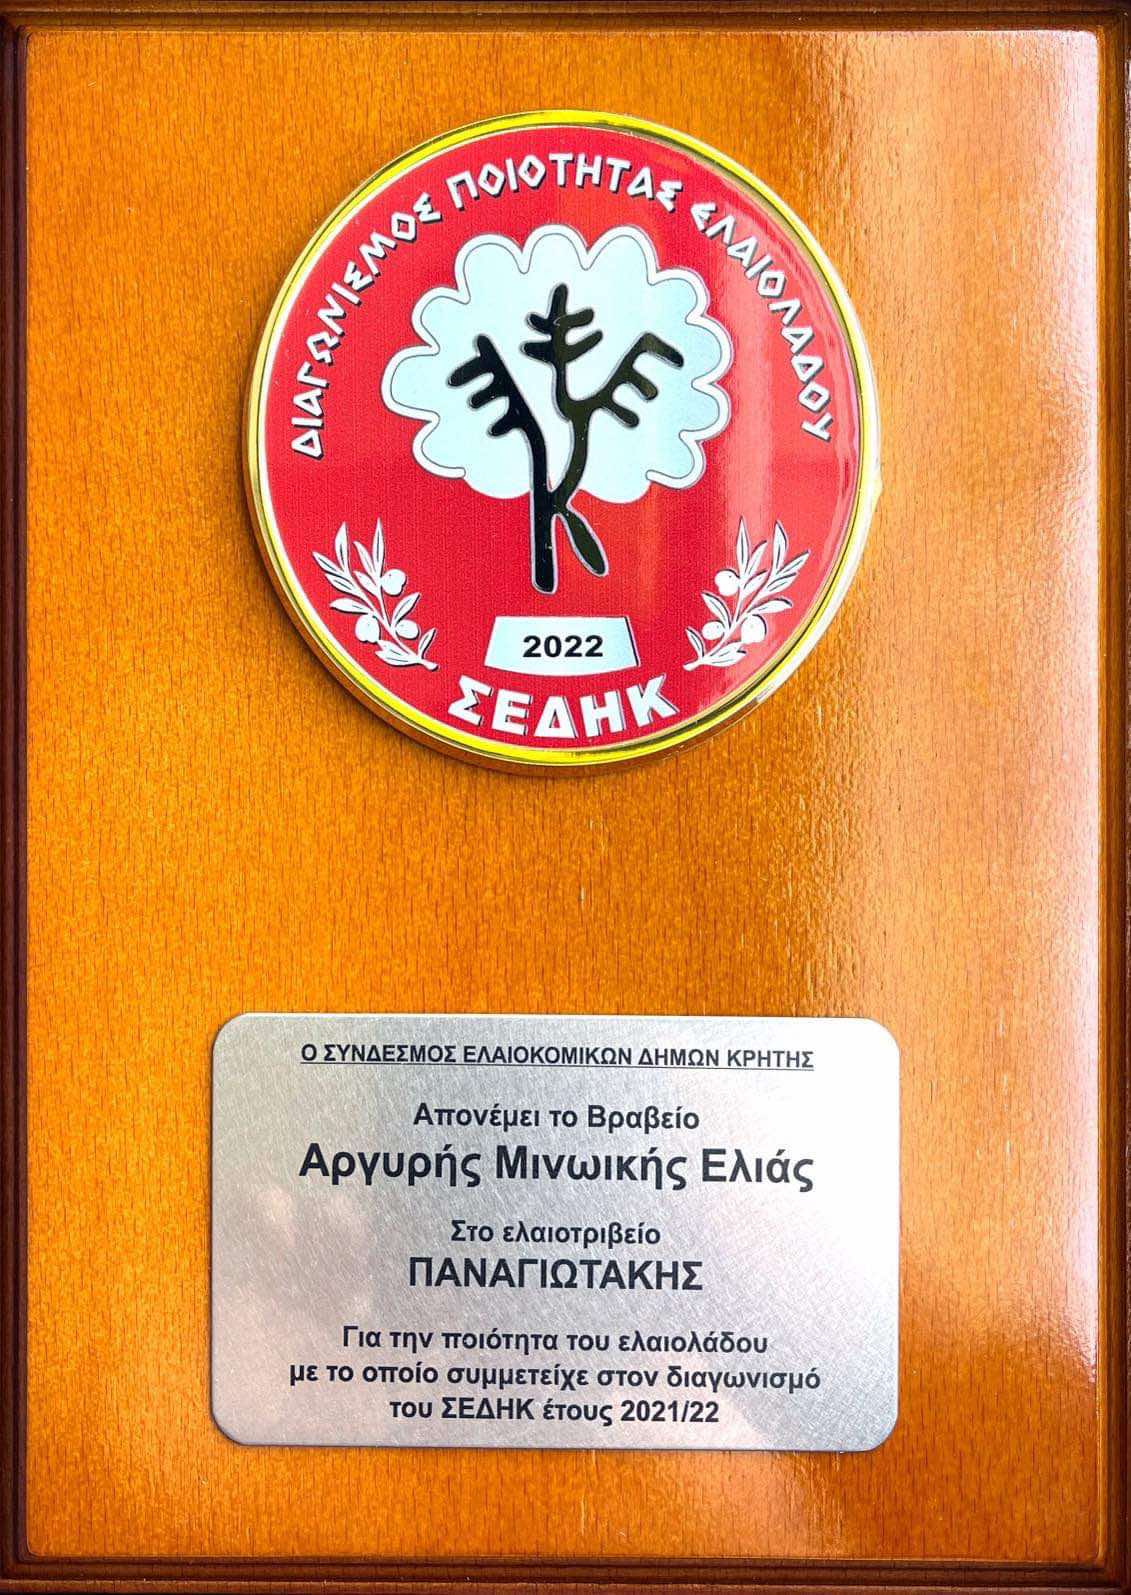 ΔΙΑΓΩΝΙΣΜΟΣ ΠΟΙΟΤΗΤΑΣ ΕΛΑΙΟΛΑΔΟΥ
2022
ΣΕΔΗΚ
Ο ΣΥΝΔΕΣΜΟΣ ΕΛΑΙΟΚΟΜΙΚΩΝ ΔΗΜΩΝ ΚΡΗΤΗΣ
Απονέμει το Βραβείο
Αργυρής Μινωικής Ελιάς
Στο ελαιοτριβείο
ΠΑΝΑΓΙΩΤΑΚΗΣ
Για την ποιότητα του ελαιολάδου
με το οποίο συμμετείχε στον διαγωνισμό
του ΣΕΔΗΚ έτους 2021/22